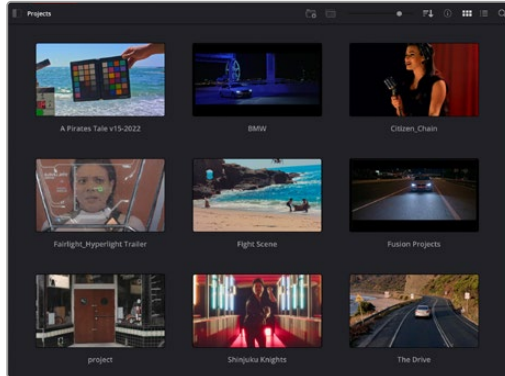 Projects
A Pirates Tale v15-2022
BMW
Citizen_Chain
Fairlight_Hyperlight Trailer
Fight Scene
Fusion Projects
project
Shinjuku Knights
The Drive